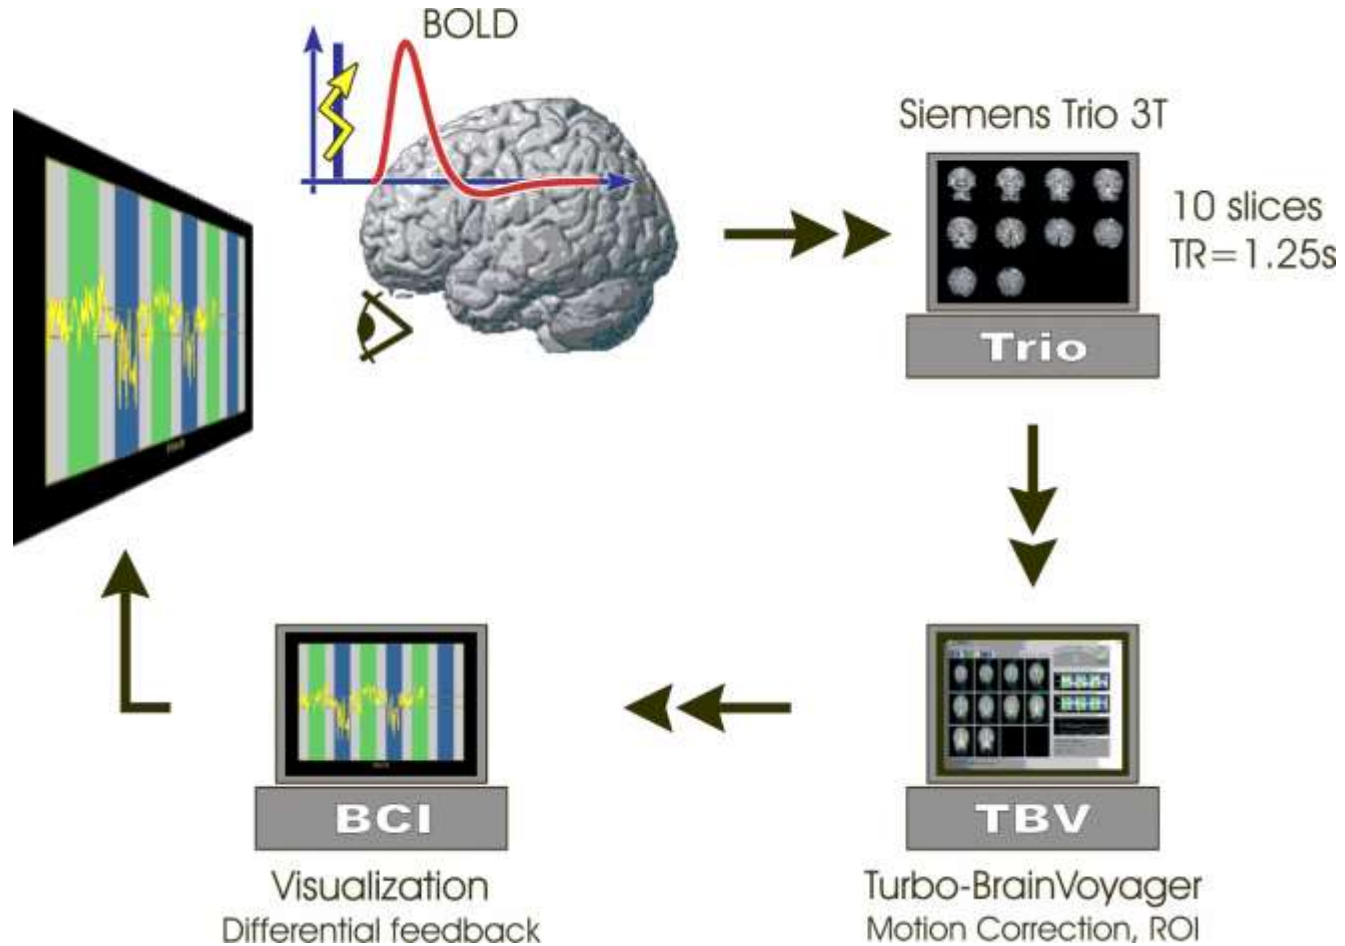 BOLD
Siemens Trio 3T
10 slices
TR=1.25s
Trio
BCI
TBV
Visualization
Differential feedback
Turbo-BrainVoyager
Motion Correction, ROI